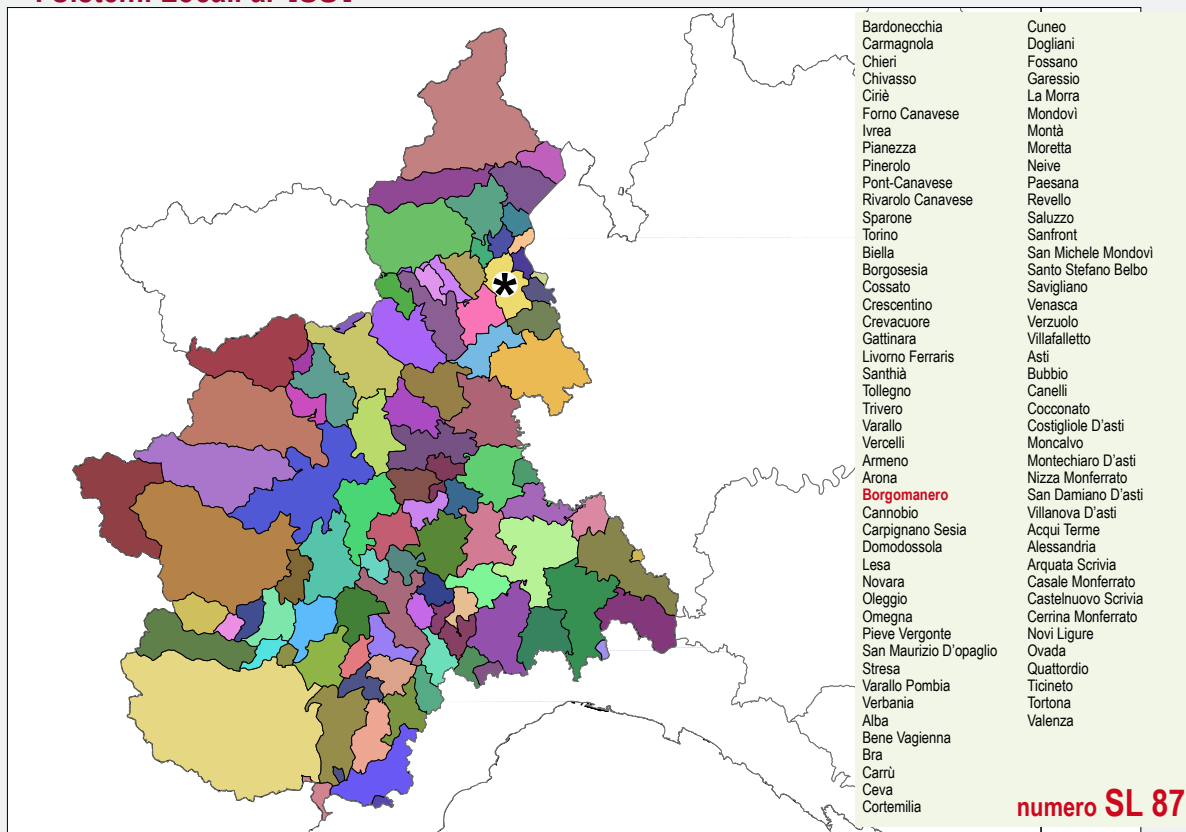 Bardonecchia
Carmagnola
Chieri
Chivasso
Ciriè
Forno Canavese
Ivrea
Pianezza
Pinerolo
Pont-Canavese
Rivarolo Canavese
Sparone
Torino
Biella
Borgosesia
Cossato
Crescentino
Crevacuore
Gattinara
Livorno Ferraris
Santhià
Tollegno
Trivero
Varallo
Vercelli
Armeno
Arona
Borgomanero
Cannobio
Carpignano Sesia
Domodossola
Lesa
Novara
Oleggio
Omegna
Pieve Vergonte
San Maurizio D'opaglio
Stresa
Varallo Pombia
Verbania
Alba
Bene Vagienna
Bra
Carrù
Ceva
Cortemilia
Cuneo
Dogliani
Fossano
Garessio
La Morra
Mondovì
Montà
Moretta
Neive
Paesana
Revello
Saluzzo
Sanfront
San Michele Mondovì
Santo Stefano Belbo
Savigliano
Venasca
Verzuolo
Villafalletto
Asti
Bubbio
Canelli
Cocconato
Costigliole D'asti
Moncalvo
Montechiaro D'asti
Nizza Monferrato
San Damiano D'asti
Villanova D'asti
Acqui Terme
Alessandria
Arquata Scrivia
Casale Monferrato
Castelnuovo Scrivia
Cerrina Monferrato
Novi Ligure
Ovada
Quattordio
Ticineto
Tortona
Valenza
*
numero SL 87